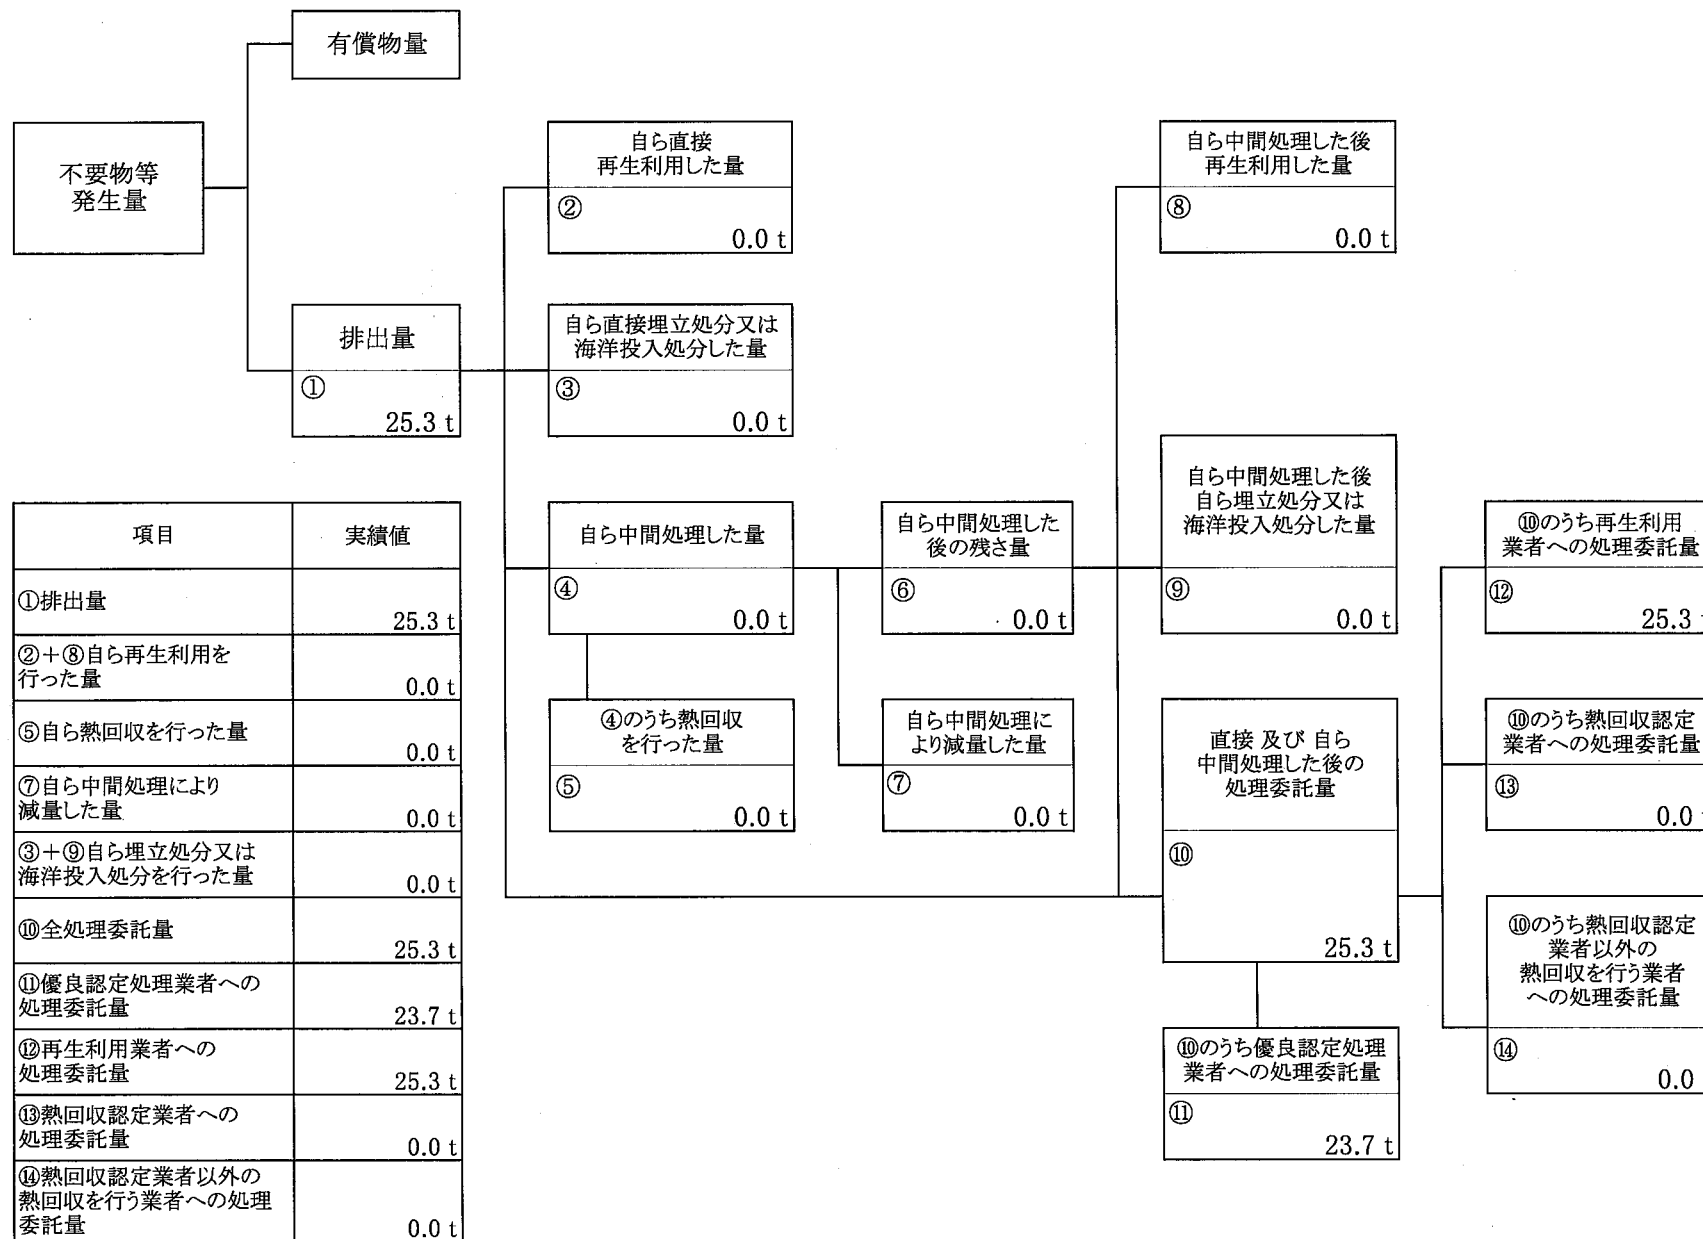 有償物量
不要物等
発生量
排出量
①
25.3 t
自ら直接
再生利用した量
②
0.0 t
自ら直接埋立処分又は
海洋投入処分した量
③
0.0 t
自ら中間処理した量
④
0.0 t
④のうち熱回収
を行った量
⑤
0.0 t
自ら中間処理した
後の残さ量
⑥
0.0 t
自ら中間処理に
より減量した量
⑦
0.0 t
自ら中間処理した後
再生利用した量
⑧
0.0 t
自ら中間処理した後
自ら埋立処分又は
海洋投入処分した量
⑨
0.0 t
直接 及び 自ら
中間処理した後の
処理委託量
⑩
25.3 t
⑩のうち優良認定処理
業者への処理委託量
⑪
23.7 t
⑩のうち再生利用
業者への処理委託量
⑫
25.3 t
⑩のうち熱回収認定
業者への処理委託量
⑬
0.0 t
⑩のうち熱回収認定
業者以外の
熱回収を行う業者
への処理委託量
⑭
0.0
項目 実績値
①排出量
25.3 t
②+⑧自ら再生利用を
行った量
0.0 t
⑤自ら熱回収を行った量
0.0 t
⑦自ら中間処理により
減量した量
0.0 t
③+⑨自ら埋立処分又は
海洋投入処分を行った量
0.0 t
⑩全処理委託量
25.3 t
⑪優良認定処理業者への
処理委託量
23.7 t
⑫再生利用業者への
処理委託量
25.3 t
⑬熱回収認定業者への
処理委託量
0.0 t
⑭熱回収認定業者以外の
熱回収を行う業者への処理
委託量
0.0 t